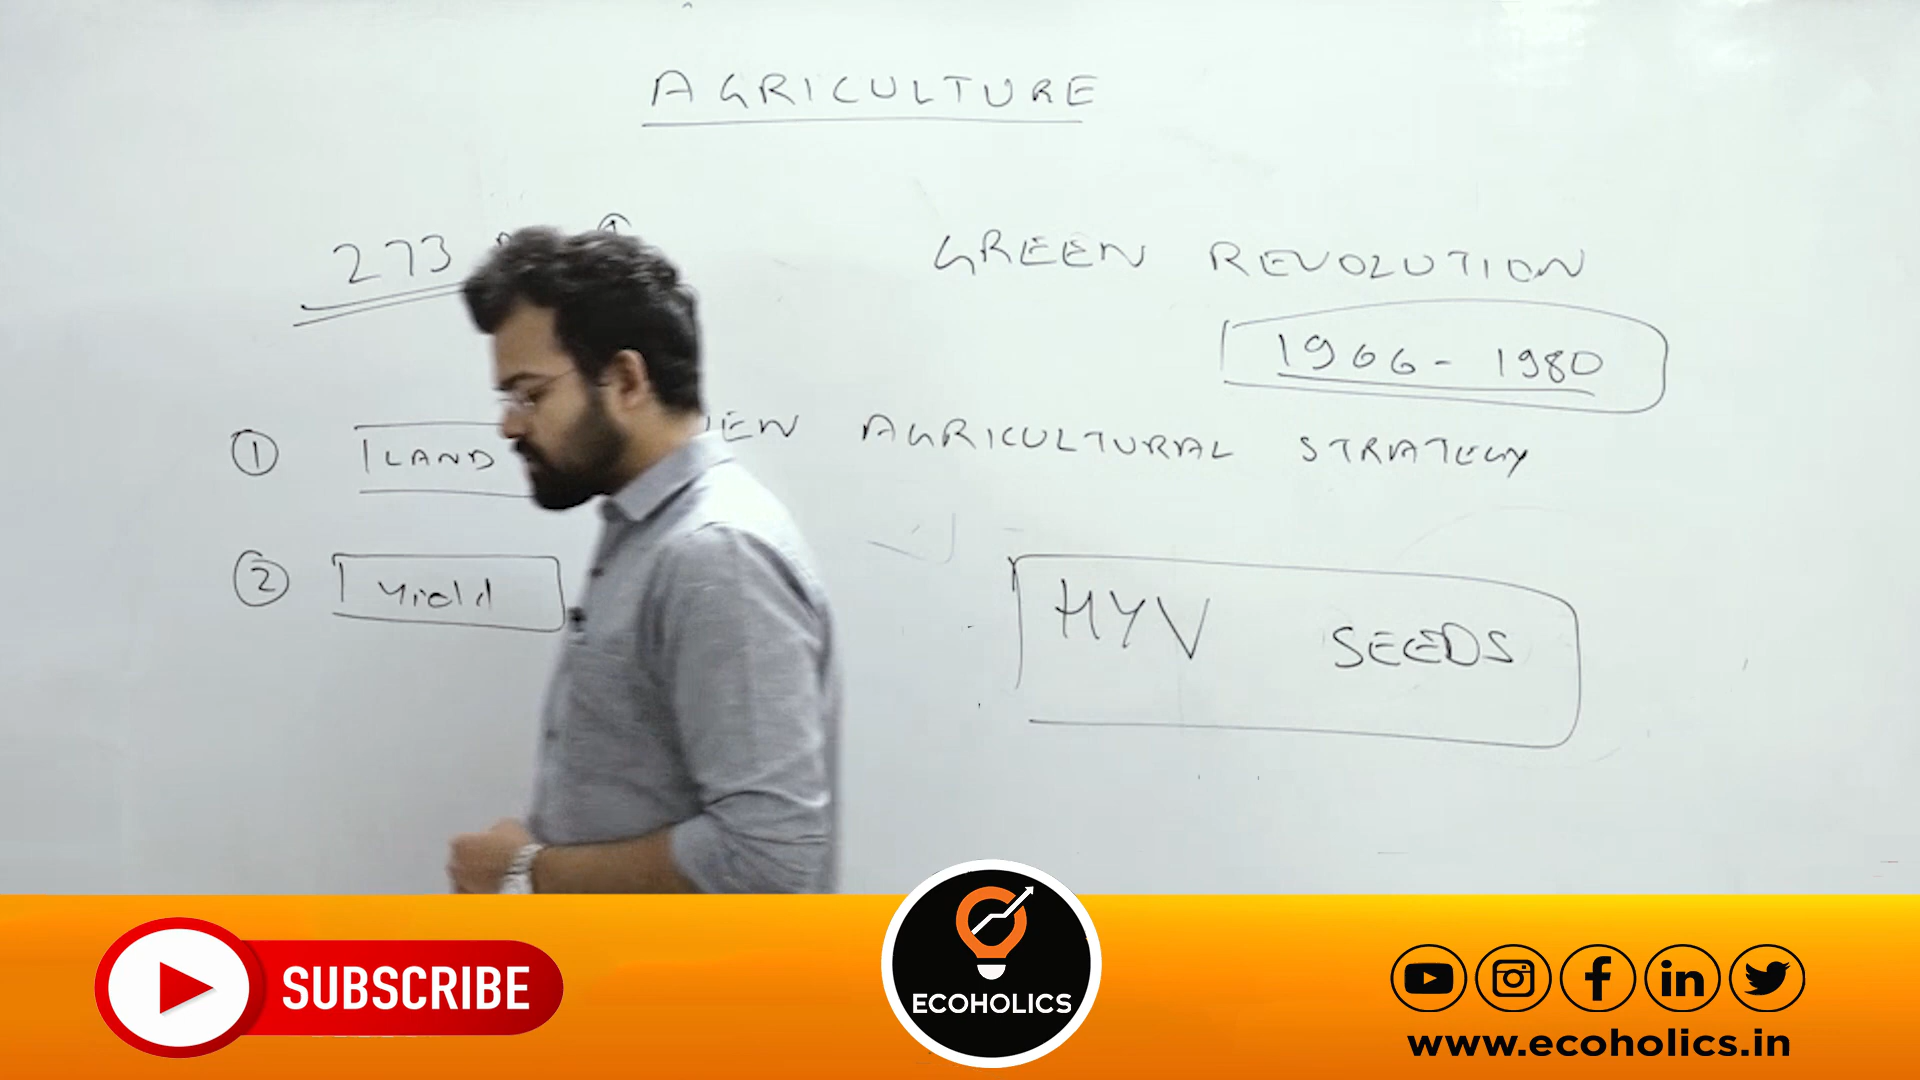 AGRICULTURE
273
GREEN REVOLUTION
1966 - 1980
① LAND
AGRICULTURAL STRATEGY
② Yield
HYV SEEDS
SUBSCRIBE
ECOHOLICS
www.ecoholics.in